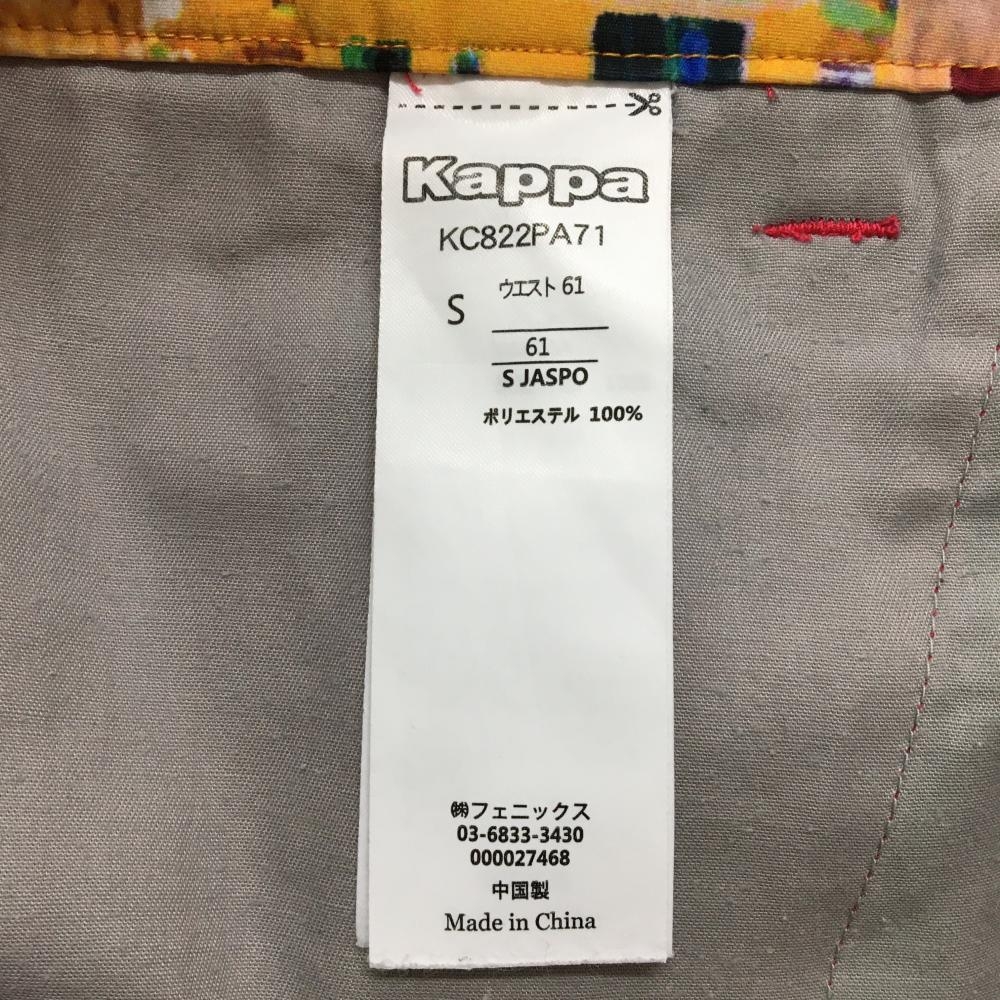 Kappa
KC822PA71
S
ウエスト 61
61
S JASPO
ポリエステル 100%
㈱フェニックス
03-6833-3430
000027468
中国製
Made in China